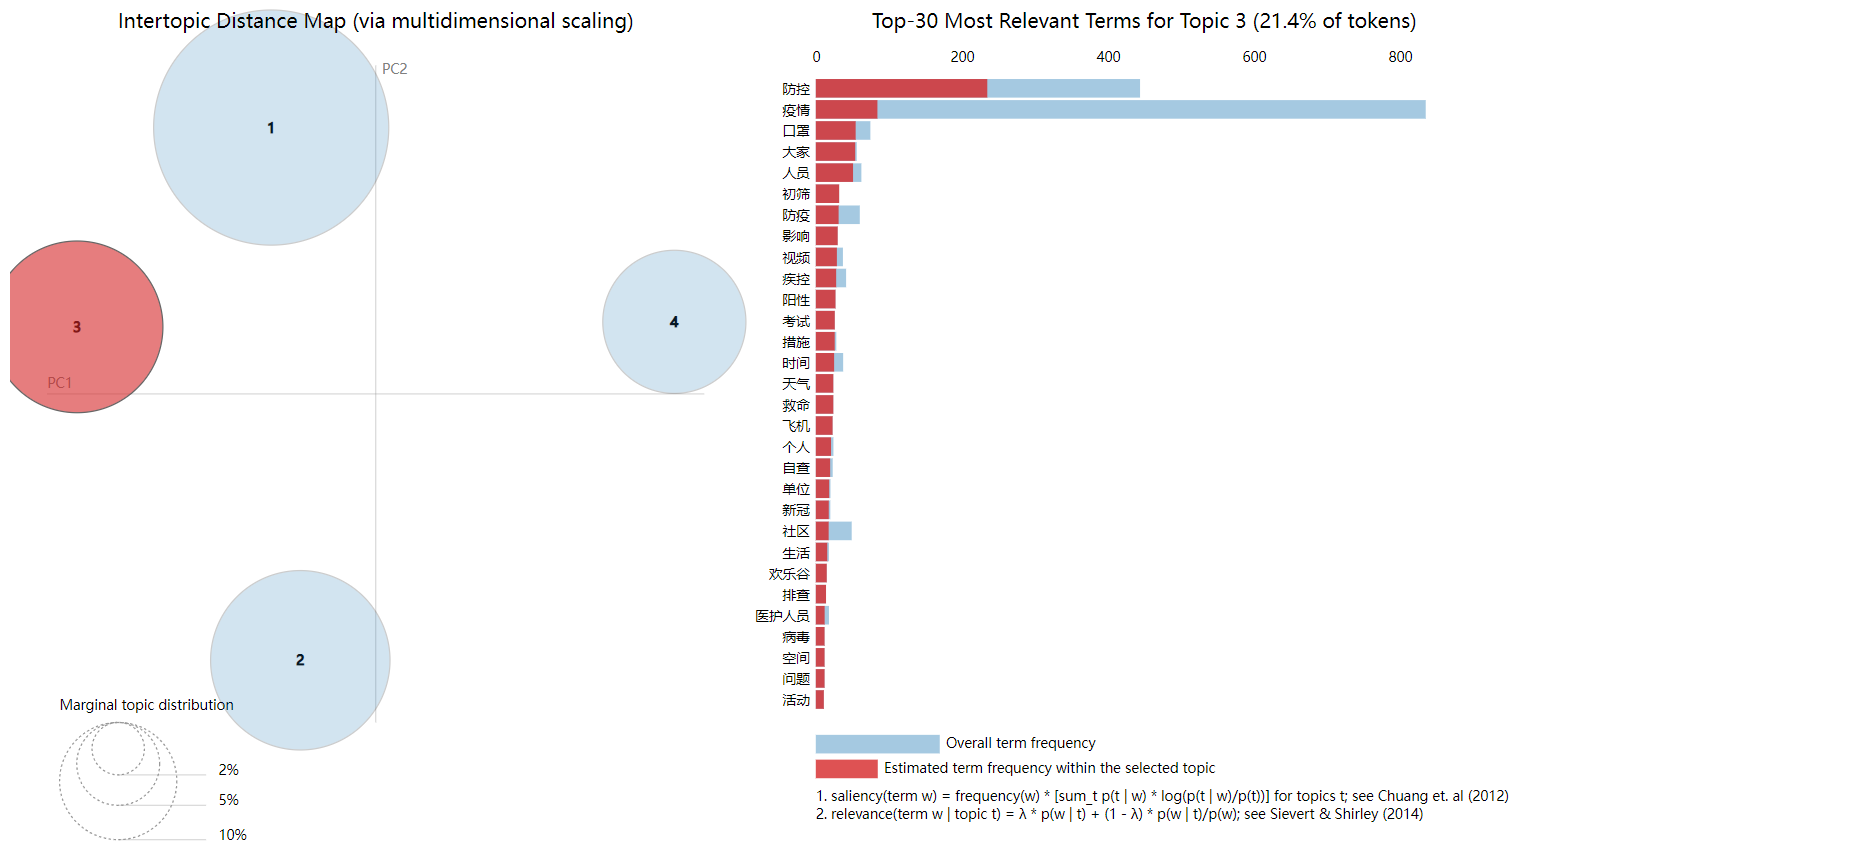 Intertopic Distance Map (via multidimensional scaling)
PC2
1
3
4
PC1
2
Marginal topic distribution
2%
5%
10%
Top-30 Most Relevant Terms for Topic 3 (21.4% of tokens)
0 200 400 600 800
防控
疫情
口罩
大家
人员
初筛
防疫
影响
视频
疾控
阳性
考试
措施
时间
天气
救命
飞机
个人
自查
单位
新冠
社区
生活
欢乐谷
排查
医护人员
病毒
空间
问题
活动
Overall term frequency
Estimated term frequency within the selected topic
1. saliency(term w) = frequency(w) * [sum_t p(t | w) * log(p(t | w)/p(t))] for topics t; see Chuang et. al (2012)
2. relevance(term w | topic t) = λ * p(w | t) + (1 - λ) * p(w | t)/p(w); see Sievert & Shirley (2014)